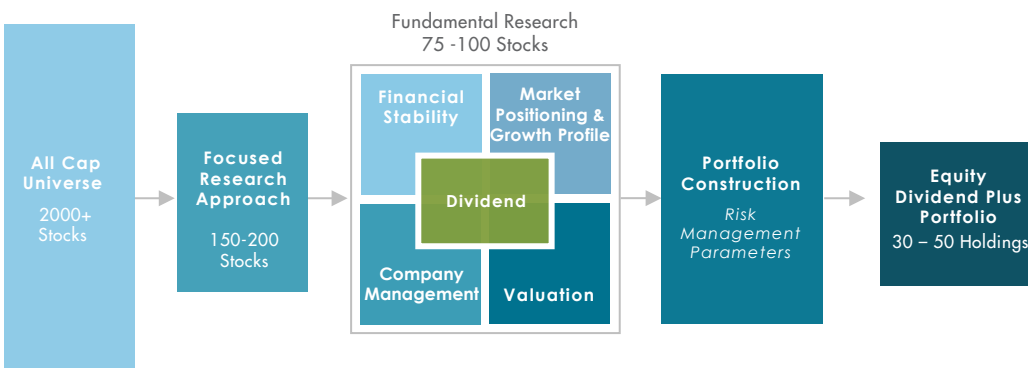 Fundamental Research
75 -100 Stocks
All Cap
Universe
2000+
Stocks
Focused
Research
Approach
150-200
Stocks
Financial
Stability
Market
Positioning &
Growth Profile
Dividend
Company
Management
Valuation
Portfolio
Construction
Risk
Management
Parameters
Equity
Dividend Plus
Portfolio
30 – 50 Holdings